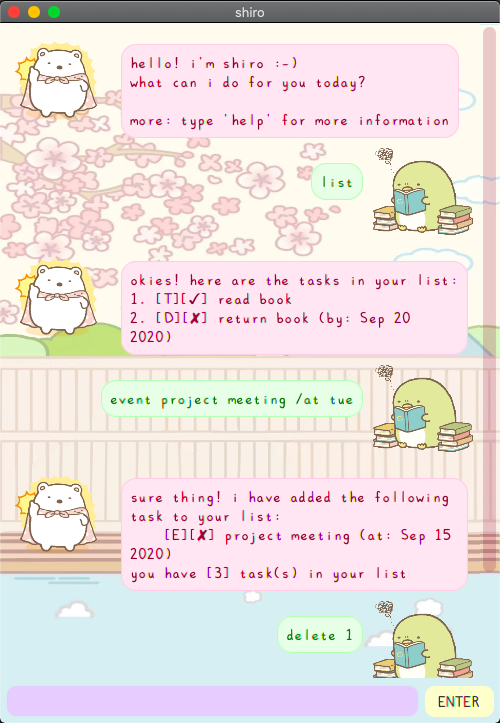 shiro
hello! i'm shiro :-)
what can i do for you today?
more: type 'help' for more information
list
okies! here are the tasks in your list:
1. [T][✓] read book
2. [D][✘] return book (by: Sep 20
2020)
event project meeting /at tue
sure thing! i have added the following
task to your list:
[E][✘] project meeting (at: Sep 15
2020)
you have [3] task(s) in your list
delete 1
ENTER